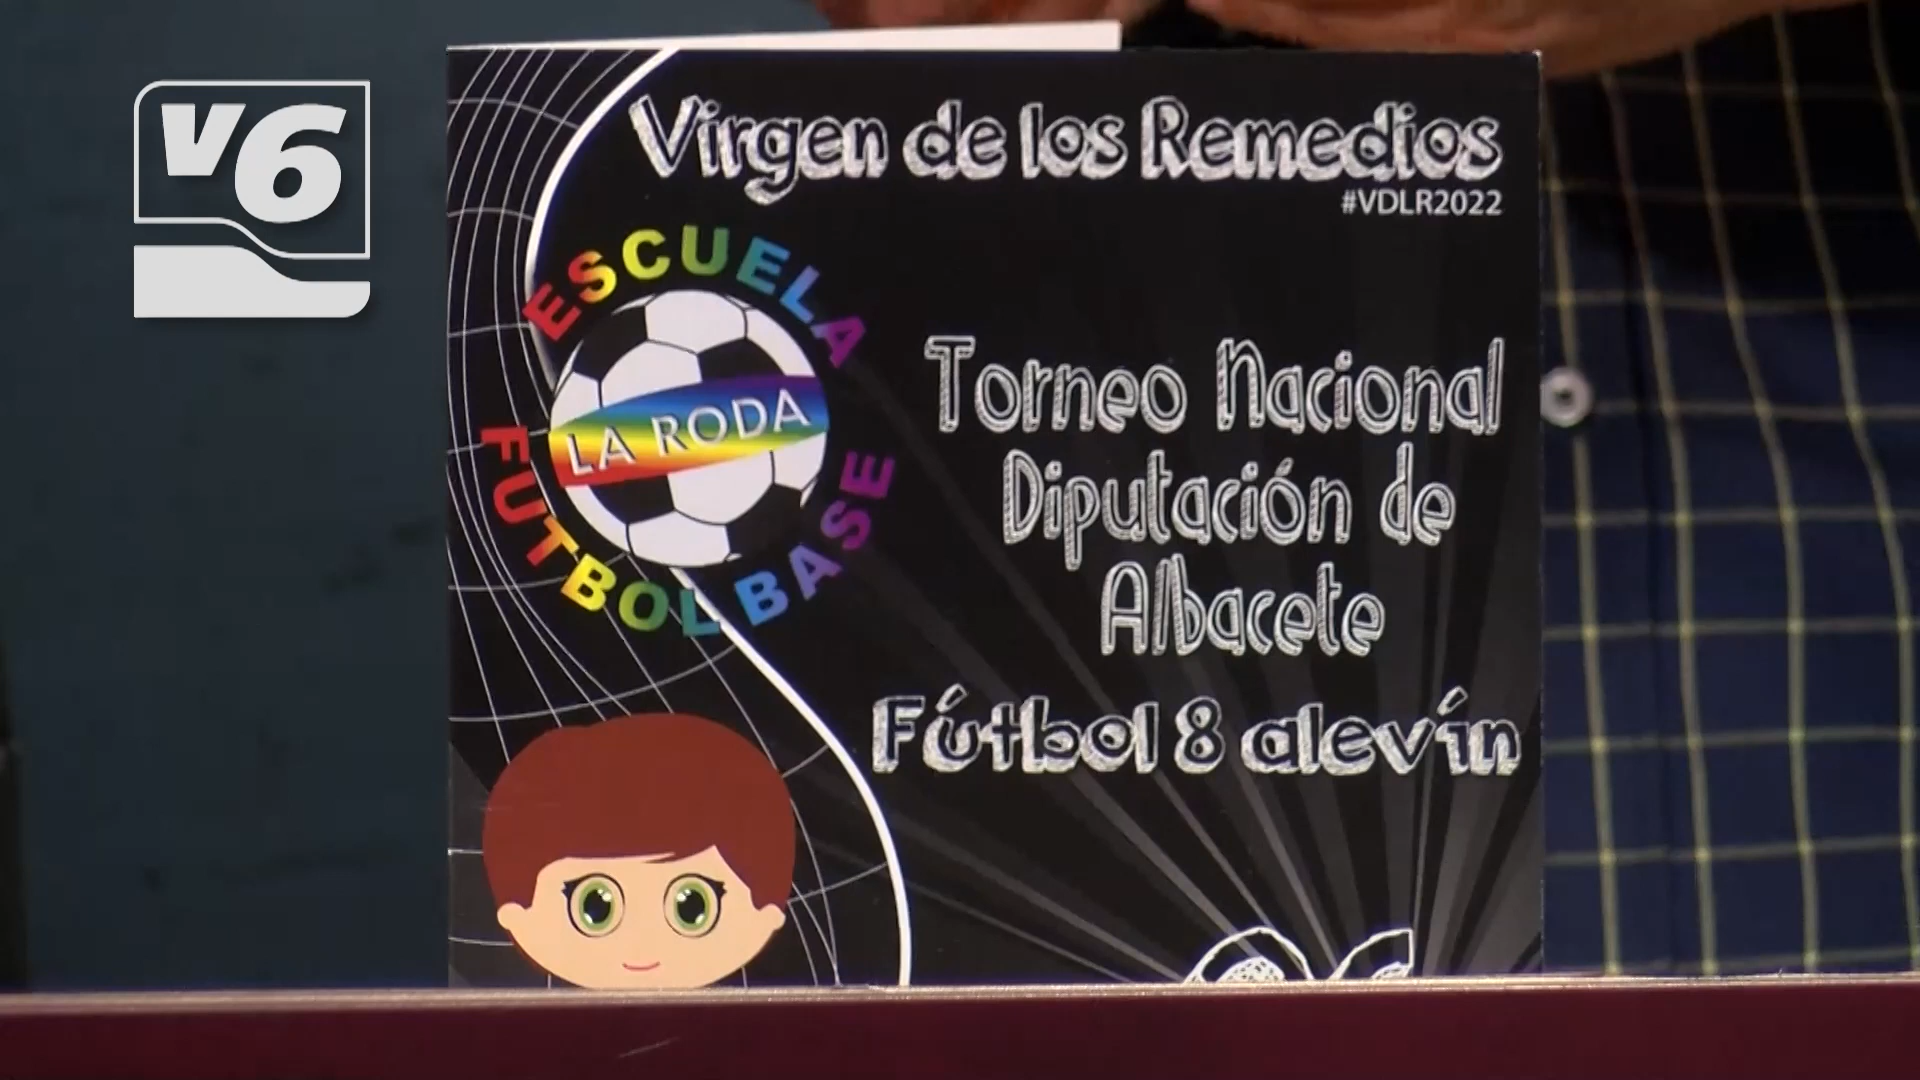 V6
Virgen de los Remedios
#VDLR2022
ESCUELA
LA RODA
FUTBOL BASE
Torneo Nacional
Diputación de
Albacete
Fútbol 8 alevín